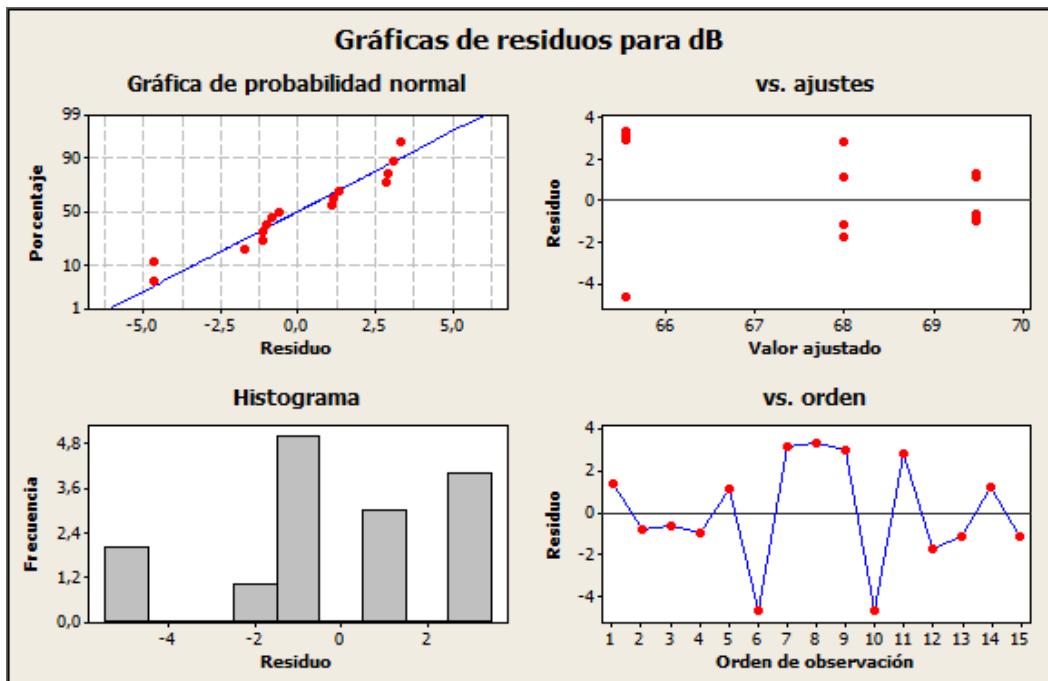 Gráficas de residuos para dB
Gráfica de probabilidad normal
99
90
50
10
1
Porcentaje
-5,0 -2,5 0,0 2,5 5,0
Residuo
vs. ajustes
4
2
0
-2
-4
Residuo
66 67 68 69 70
Valor ajustado
Histograma
4,8
3,6
2,4
1,2
0,0
Frecuencia
-4 -2 0 2
Residuo
vs. orden
4
2
0
-2
-4
Residuo
1 2 3 4 5 6 7 8 9 10 11 12 13 14 15
Orden de observación